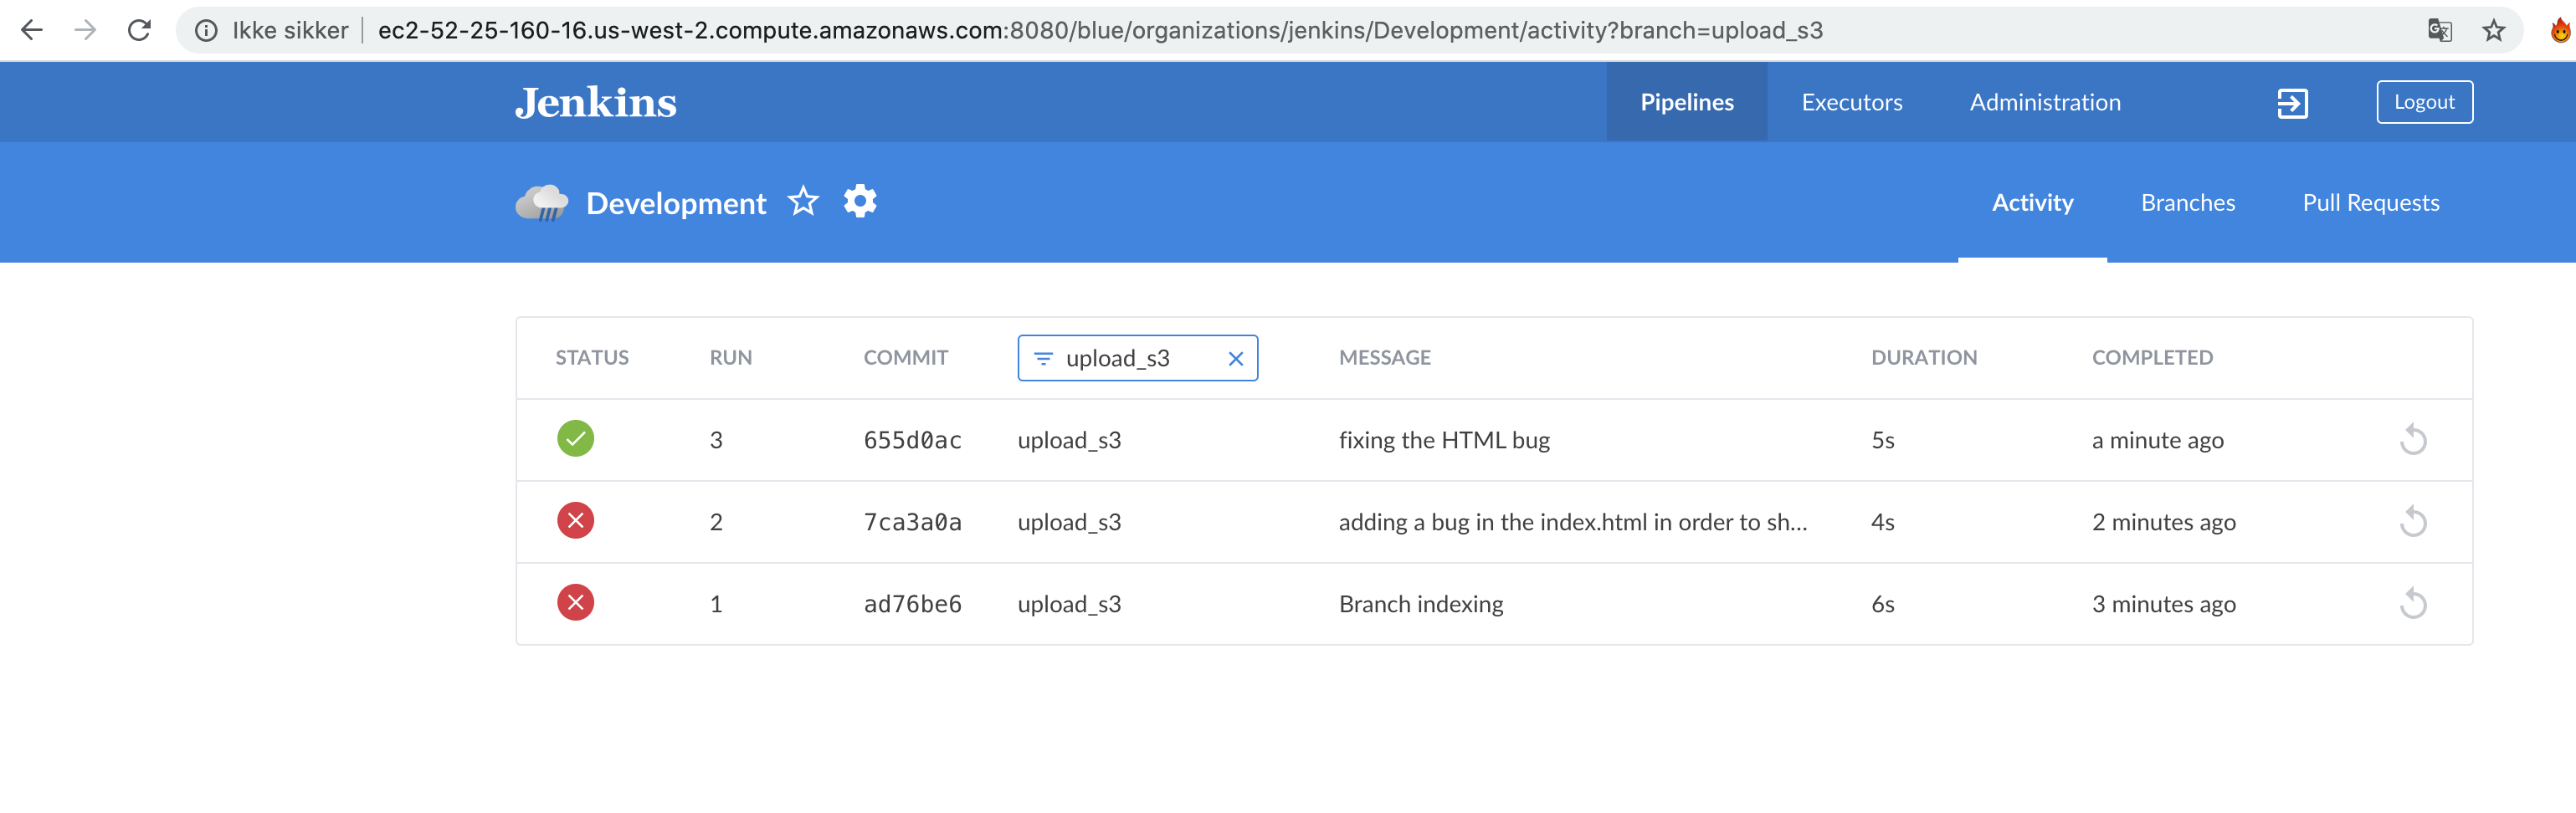 Ikke sikker ec2-52-25-160-16.us-west-2.compute.amazonaws.com:8080/blue/organizations/jenkins/Development/activity?branch=upload_s3
Jenkins Pipelines Executors Administration Logout
Development Activity Branches Pull Requests
STATUS RUN COMMIT upload_s3 MESSAGE DURATION COMPLETED
3 655d0ac upload_s3 fixing the HTML bug 5s a minute ago
2 7ca3a0a upload_s3 adding a bug in the index.html in order to sh... 4s 2 minutes ago
1 ad76be6 upload_s3 Branch indexing 6s 3 minutes ago